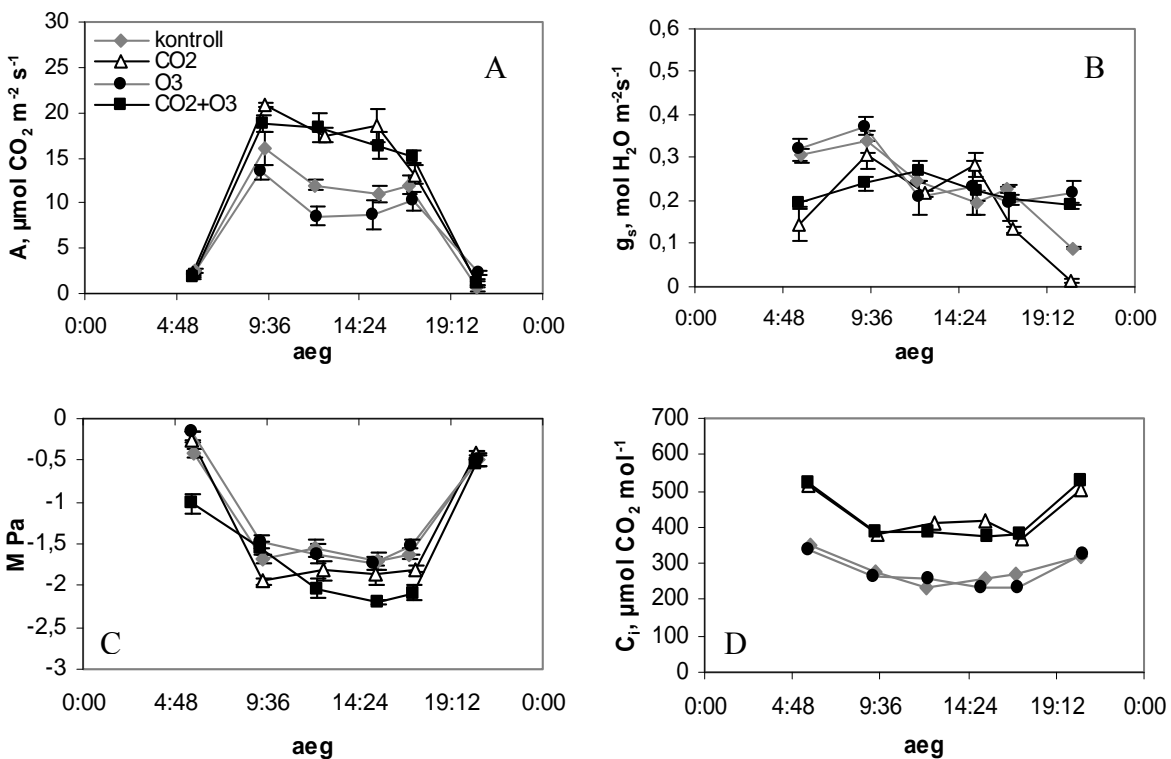 A, µmol CO2 m-2 s-1
30
25
20
15
10
5
0
kontroll
CO2
O3
CO2+O3
A
0:00 4:48 9:36 14:24 19:12 0:00
aeg
gs, mol H2O m-2s-1
0,6
0,5
0,4
0,3
0,2
0,1
0
B
0:00 4:48 9:36 14:24 19:12 0:00
aeg
M Pa
0
-0,5
-1
-1,5
-2
-2,5
-3
C
0:00 4:48 9:36 14:24 19:12 0:00
aeg
Ci, µmol CO2 mol-1
700
600
500
400
300
200
100
0
D
0:00 4:48 9:36 14:24 19:12 0:00
aeg